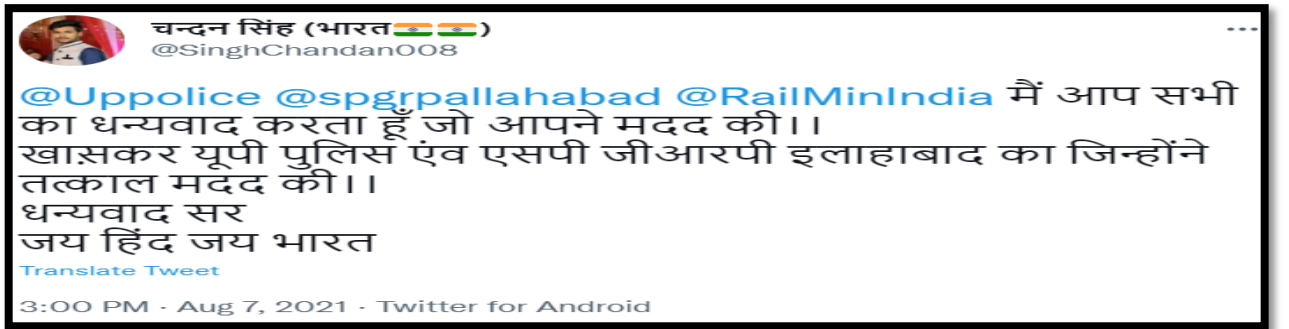 चन्दन सिंह (भारत🇮🇳🇮🇳)
@SinghChandan008
@Uppolice @spgrpallahabad @RailMinIndia मैं आप सभी
का धन्यवाद करता हूँ जो आपने मदद की।।
खास़कर यूपी पुलिस एंव एसपी जीआरपी इलाहाबाद का जिन्होंने
तत्काल मदद की।।
धन्यवाद सर
जय हिंद जय भारत
Translate Tweet
3:00 PM · Aug 7, 2021 · Twitter for Android